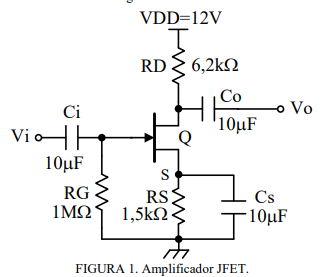 VDD=12V
RD 6,2kΩ
Co
Vo
10µF
Ci
Vi
Q
10µF
S
RG
1MΩ
RS
1,5kΩ
Cs
10µF
FIGURA 1. Amplificador JFET.